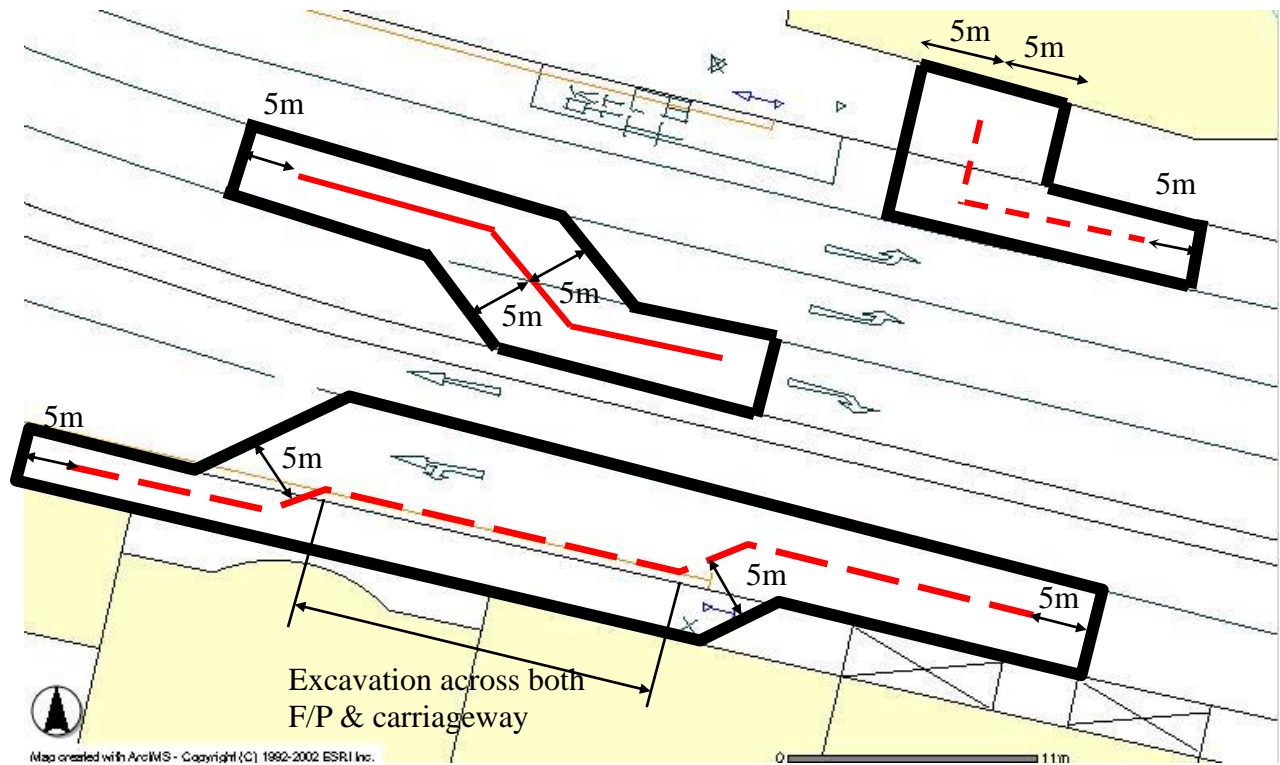 5m
5m
5m
5m
5m
5m
5m
5m
5m
5m
Excavation across both
F/P & carriageway
Map created with ArcIMS - Copyright (C) 1992-2002 ESRI Inc.
0
11m